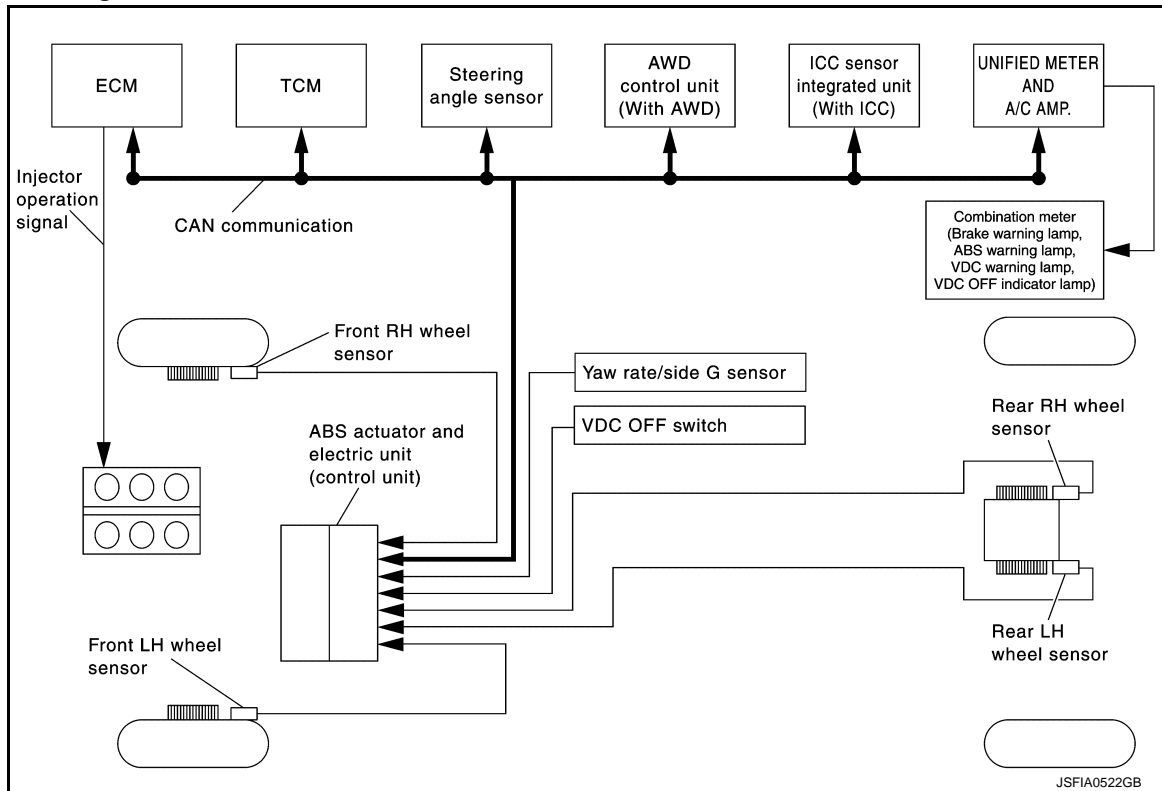 ECM
TCM
Steering
angle sensor
AWD
control unit
(With AWD)
ICC sensor
integrated unit
(With ICC)
UNIFIED METER
AND
A/C AMP.
Injector
operation
signal
CAN communication
Combination meter
(Brake warning lamp,
ABS warning lamp,
VDC warning lamp,
VDC OFF indicator lamp)
Front RH wheel
sensor
Yaw rate/side G sensor
VDC OFF switch
Rear RH wheel
sensor
ABS actuator and
electric unit
(control unit)
Front LH wheel
sensor
Rear LH
wheel sensor
JSFIA0522GB